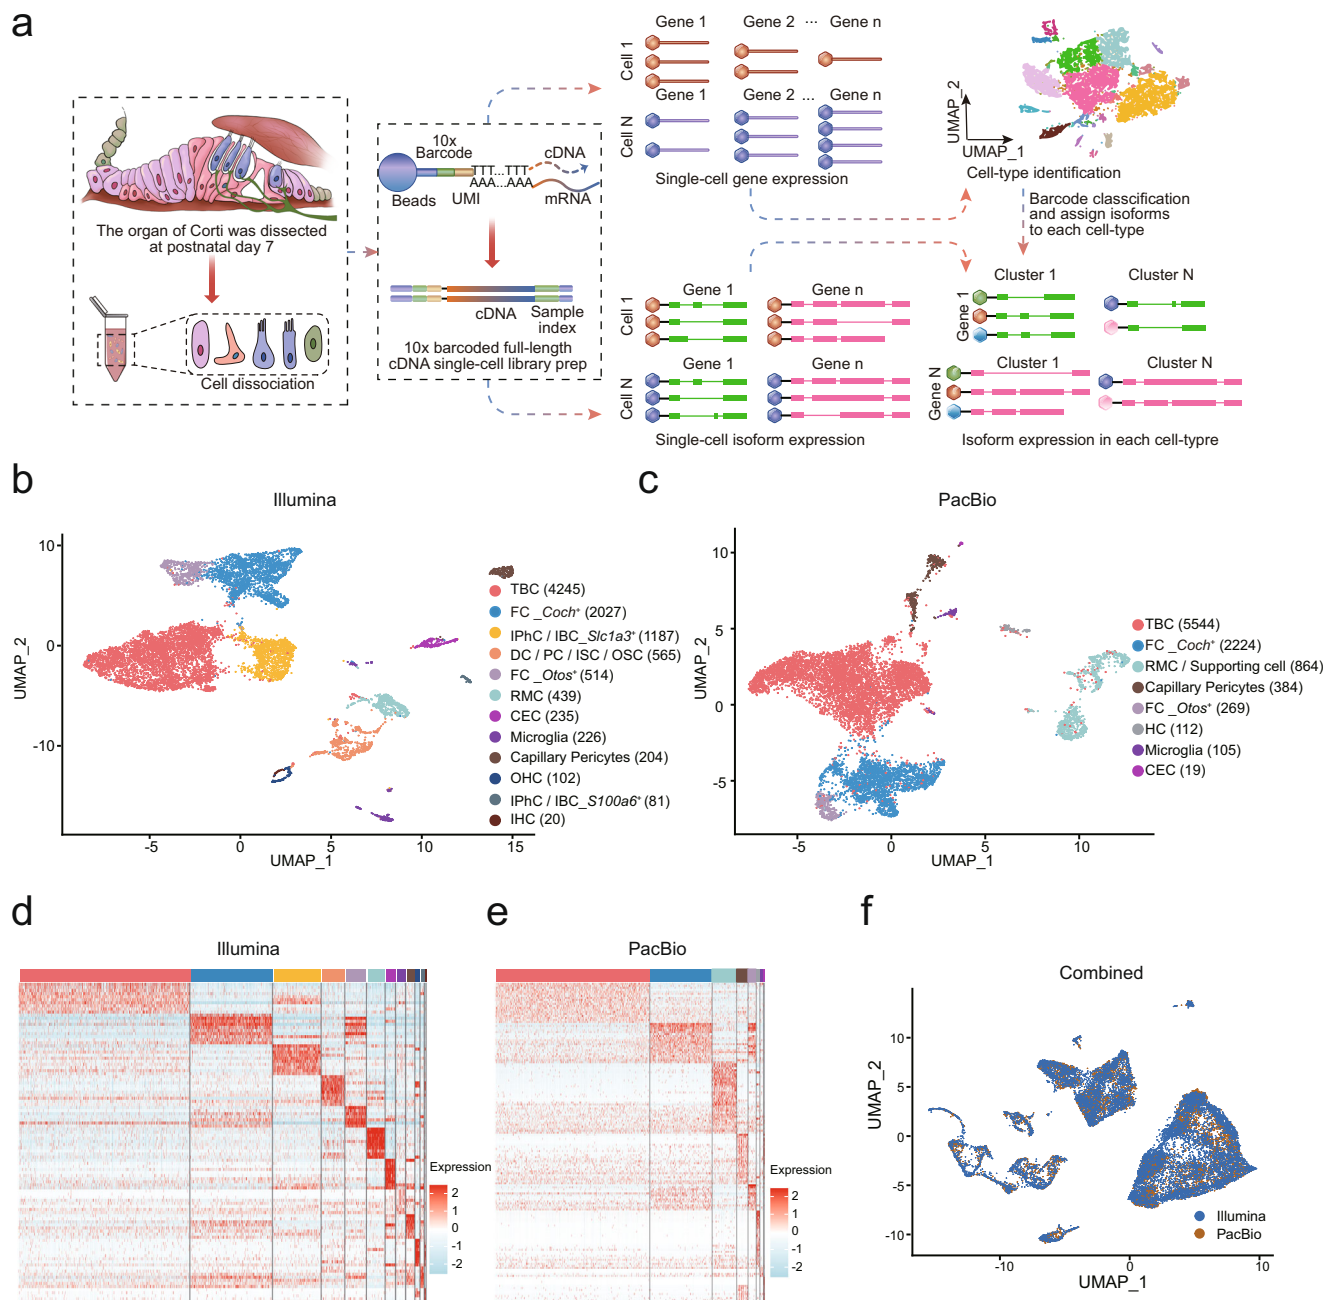 a
The organ of Corti was dissected
at postnatal day 7
Cell dissociation
10x
Barcode
TTT...TTT
AAA...AAA
cDNA
mRNA
Beads
UMI
cDNA
Sample
index
10x barcoded full-length
cDNA single-cell library prep
Gene 1
Gene 2
...
Gene n
Cell 1
Gene 1
Gene 2
...
Gene n
Cell N
Single-cell gene expression
UMAP_2
UMAP_1
Cell-type identification
Barcode classcification
and assign isoforms
to each cell-type
Gene 1
Gene n
Cell 1
Gene 1
Gene n
Cell N
Single-cell isoform expression
Cluster 1
Cluster N
Gene 1
Cluster 1
Cluster N
Gene N
Isoform expression in each cell-typre
b
Illumina
10
0
-10
UMAP_2
-5
0
5
10
15
UMAP_1
TBC (4245)
FC _Coch⁺ (2027)
IPhC / IBC_Slc1a3⁺ (1187)
DC / PC / ISC / OSC (565)
FC _Otos⁺ (514)
RMC (439)
CEC (235)
Microglia (226)
Capillary Pericytes (204)
OHC (102)
IPhC / IBC_S100a6⁺ (81)
IHC (20)
c
PacBio
10
5
0
-5
UMAP_2
-5
0
5
10
UMAP_1
TBC (5544)
FC _Coch⁺ (2224)
RMC / Supporting cell (864)
Capillary Pericytes (384)
FC _Otos⁺ (269)
HC (112)
Microglia (105)
CEC (19)
d
Illumina
Expression
2
1
0
-1
-2
e
PacBio
Expression
2
1
0
-1
-2
f
Combined
10
5
0
-5
-10
UMAP_2
-10
0
10
UMAP_1
Illumina
PacBio